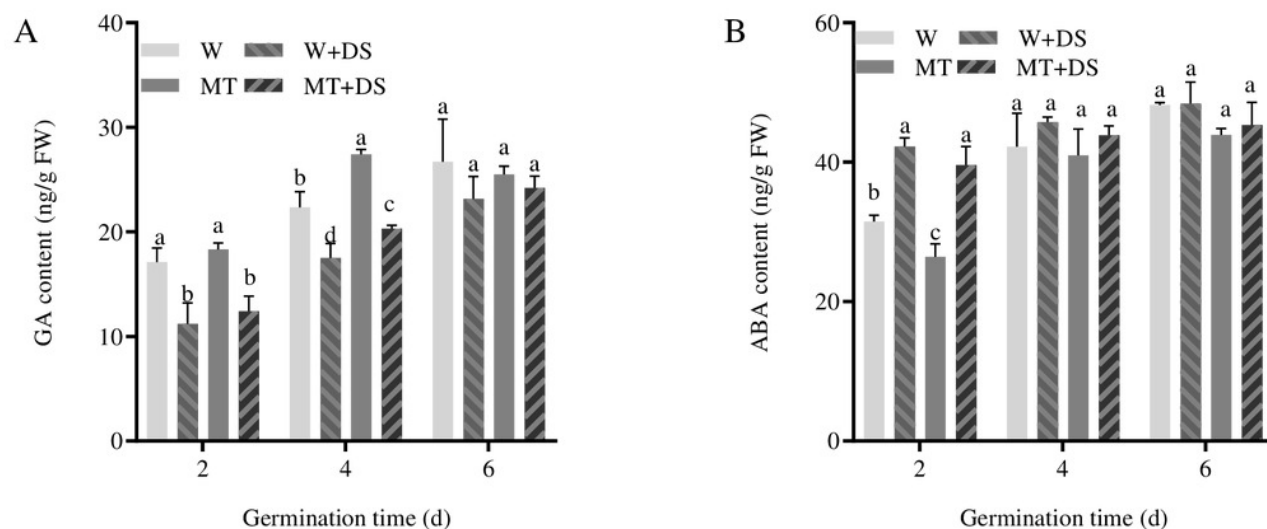 A
GA content (ng/g FW)
40
30
20
10
0
W
W+DS
MT
MT+DS
a
b
a
b
b
d
a
c
a
a
a
a
2
4
6
Germination time (d)
B
ABA content (ng/g FW)
60
40
20
0
W
W+DS
MT
MT+DS
b
a
c
a
a
a
a
a
a
a
a
a
2
4
6
Germination time (d)